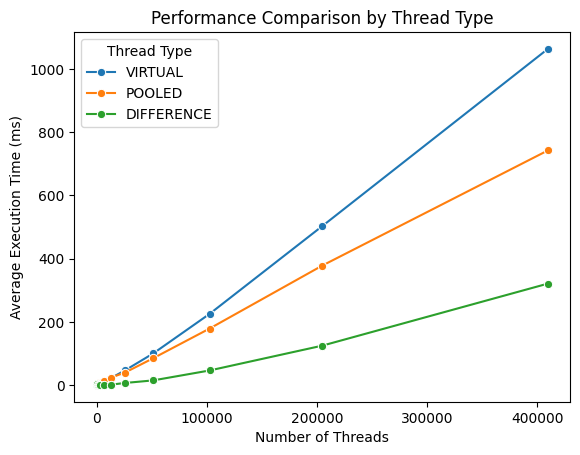 Performance Comparison by Thread Type
Thread Type
VIRTUAL
POOLED
DIFFERENCE
Average Execution Time (ms)
1000
800
600
400
200
0
0 100000 200000 300000 400000
Number of Threads